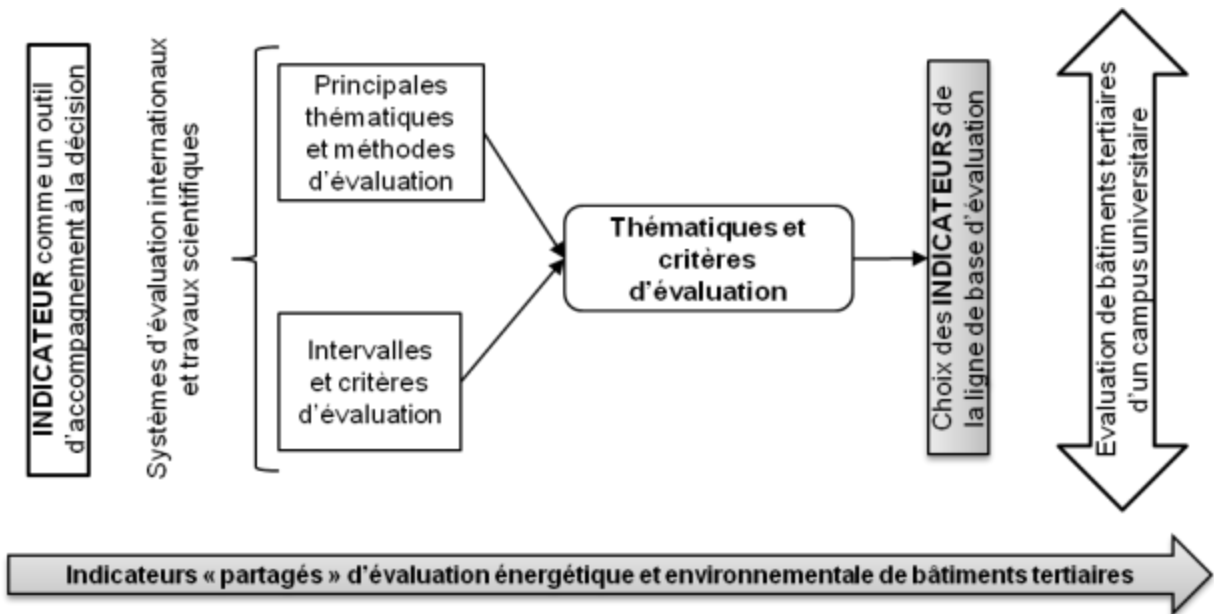 INDICATEUR comme un outil
d'accompagnement à la décision
Systèmes d'évaluation internationaux
et travaux scientifiques
Principales
thématiques
et méthodes
d'évaluation
Intervalles
et critères
d'évaluation
Thématiques et
critères
d'évaluation
Choix des INDICATEURS de
la ligne de base d'évaluation
Evaluation de bâtiments tertiaires
d'un campus universitaire
Indicateurs « partagés » d'évaluation énergétique et environnementale de bâtiments tertiaires